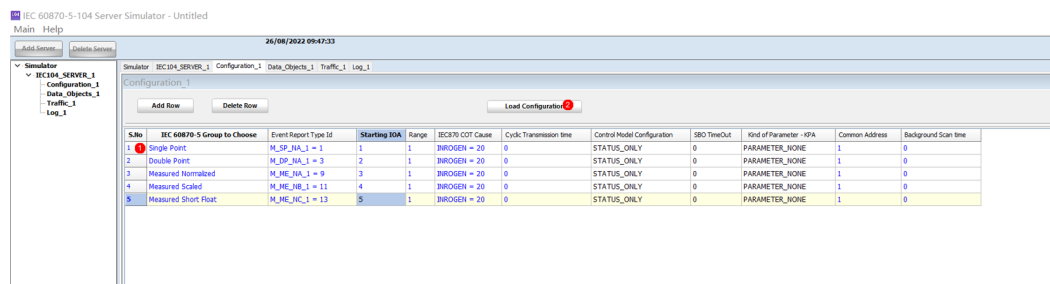 104 IEC 60870-5-104 Server Simulator - Untitled
Main Help
Add Server Delete Server 26/08/2022 09:47:33
Simulator
IEC104_SERVER_1
Configuration_1
Data_Objects_1
Traffic_1
Log_1
Simulator IEC104_SERVER_1 Configuration_1 Data_Objects_1 Traffic_1 Log_1
Configuration_1
Add Row Delete Row Load Configuration 2
S.No IEC 60870-5 Group to Choose Event Report Type Id Starting IOA Range IEC870 COT Cause Cyclic Transmission time Control Model Configuration SBO TimeOut Kind of Parameter - KPA Common Address Background Scan time
1 1 Single Point M_SP_NA_1 = 1 1 1 INROGEN = 20 0 STATUS_ONLY 0 PARAMETER_NONE 1 0
2 Double Point M_DP_NA_1 = 3 2 1 INROGEN = 20 0 STATUS_ONLY 0 PARAMETER_NONE 1 0
3 Measured Normalized M_ME_NA_1 = 9 3 1 INROGEN = 20 0 STATUS_ONLY 0 PARAMETER_NONE 1 0
4 Measured Scaled M_ME_NB_1 = 11 4 1 INROGEN = 20 0 STATUS_ONLY 0 PARAMETER_NONE 1 0
5 Measured Short Float M_ME_NC_1 = 13 5 1 INROGEN = 20 0 STATUS_ONLY 0 PARAMETER_NONE 1 0